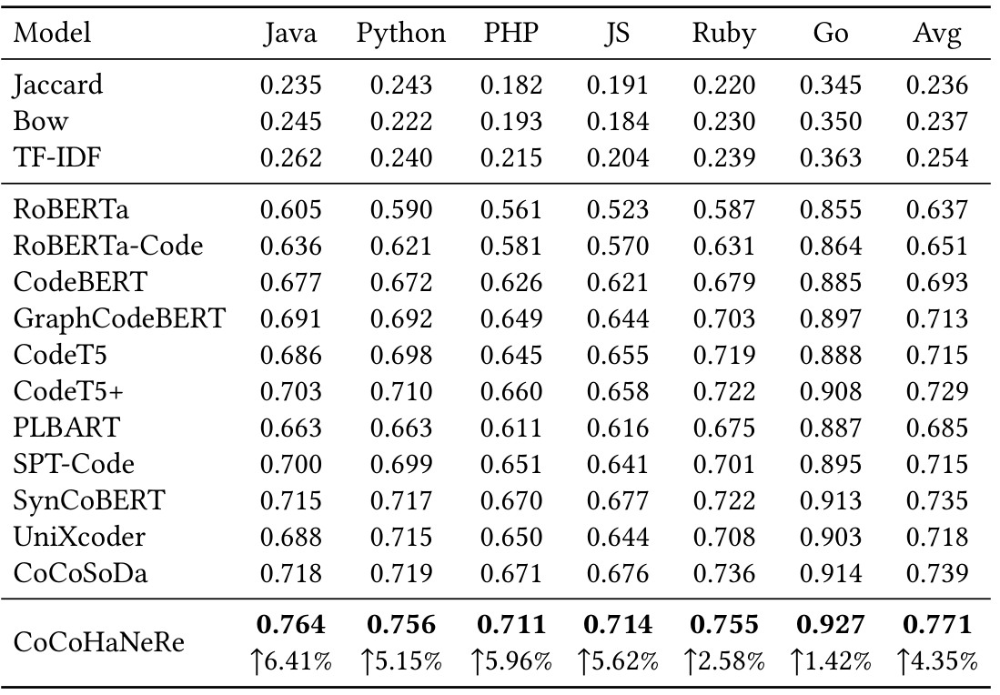 Model Java Python PHP JS Ruby Go Avg
Jaccard 0.235 0.243 0.182 0.191 0.220 0.345 0.236
Bow 0.245 0.222 0.193 0.184 0.230 0.350 0.237
TF-IDF 0.262 0.240 0.215 0.204 0.239 0.363 0.254
RoBERTa 0.605 0.590 0.561 0.523 0.587 0.855 0.637
RoBERTa-Code 0.636 0.621 0.581 0.570 0.631 0.864 0.651
CodeBERT 0.677 0.672 0.626 0.621 0.679 0.885 0.693
GraphCodeBERT 0.691 0.692 0.649 0.644 0.703 0.897 0.713
CodeT5 0.686 0.698 0.645 0.655 0.719 0.888 0.715
CodeT5+ 0.703 0.710 0.660 0.658 0.722 0.908 0.729
PLBART 0.663 0.663 0.611 0.616 0.675 0.887 0.685
SPT-Code 0.700 0.699 0.651 0.641 0.701 0.895 0.715
SynCoBERT 0.715 0.717 0.670 0.677 0.722 0.913 0.735
UniXcoder 0.688 0.715 0.650 0.644 0.708 0.903 0.718
CoCoSoDa 0.718 0.719 0.671 0.676 0.736 0.914 0.739
CoCoHaNeRe 0.764 0.756 0.711 0.714 0.755 0.927 0.771
↑6.41% ↑5.15% ↑5.96% ↑5.62% ↑2.58% ↑1.42% ↑4.35%